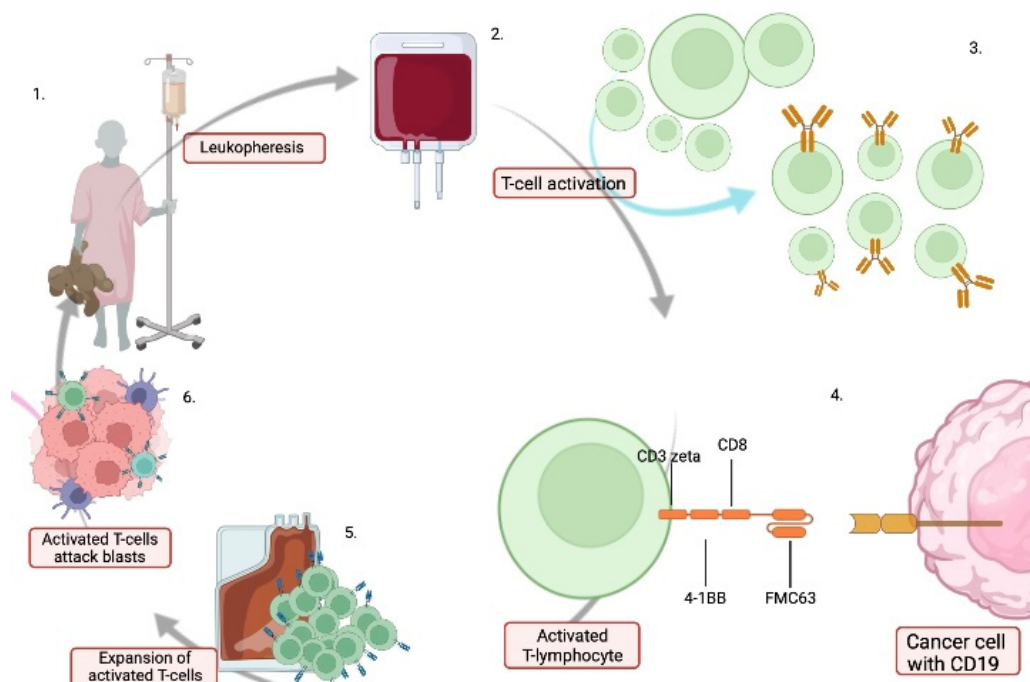 1.
2.
3.
Leukopheresis
T-cell activation
6.
4.
CD3 zeta
CD8
4-1BB
FMC63
Activated T-cells
attack blasts
5.
Expansion of
activated T-cells
Activated
T-lymphocyte
Cancer cell
with CD19